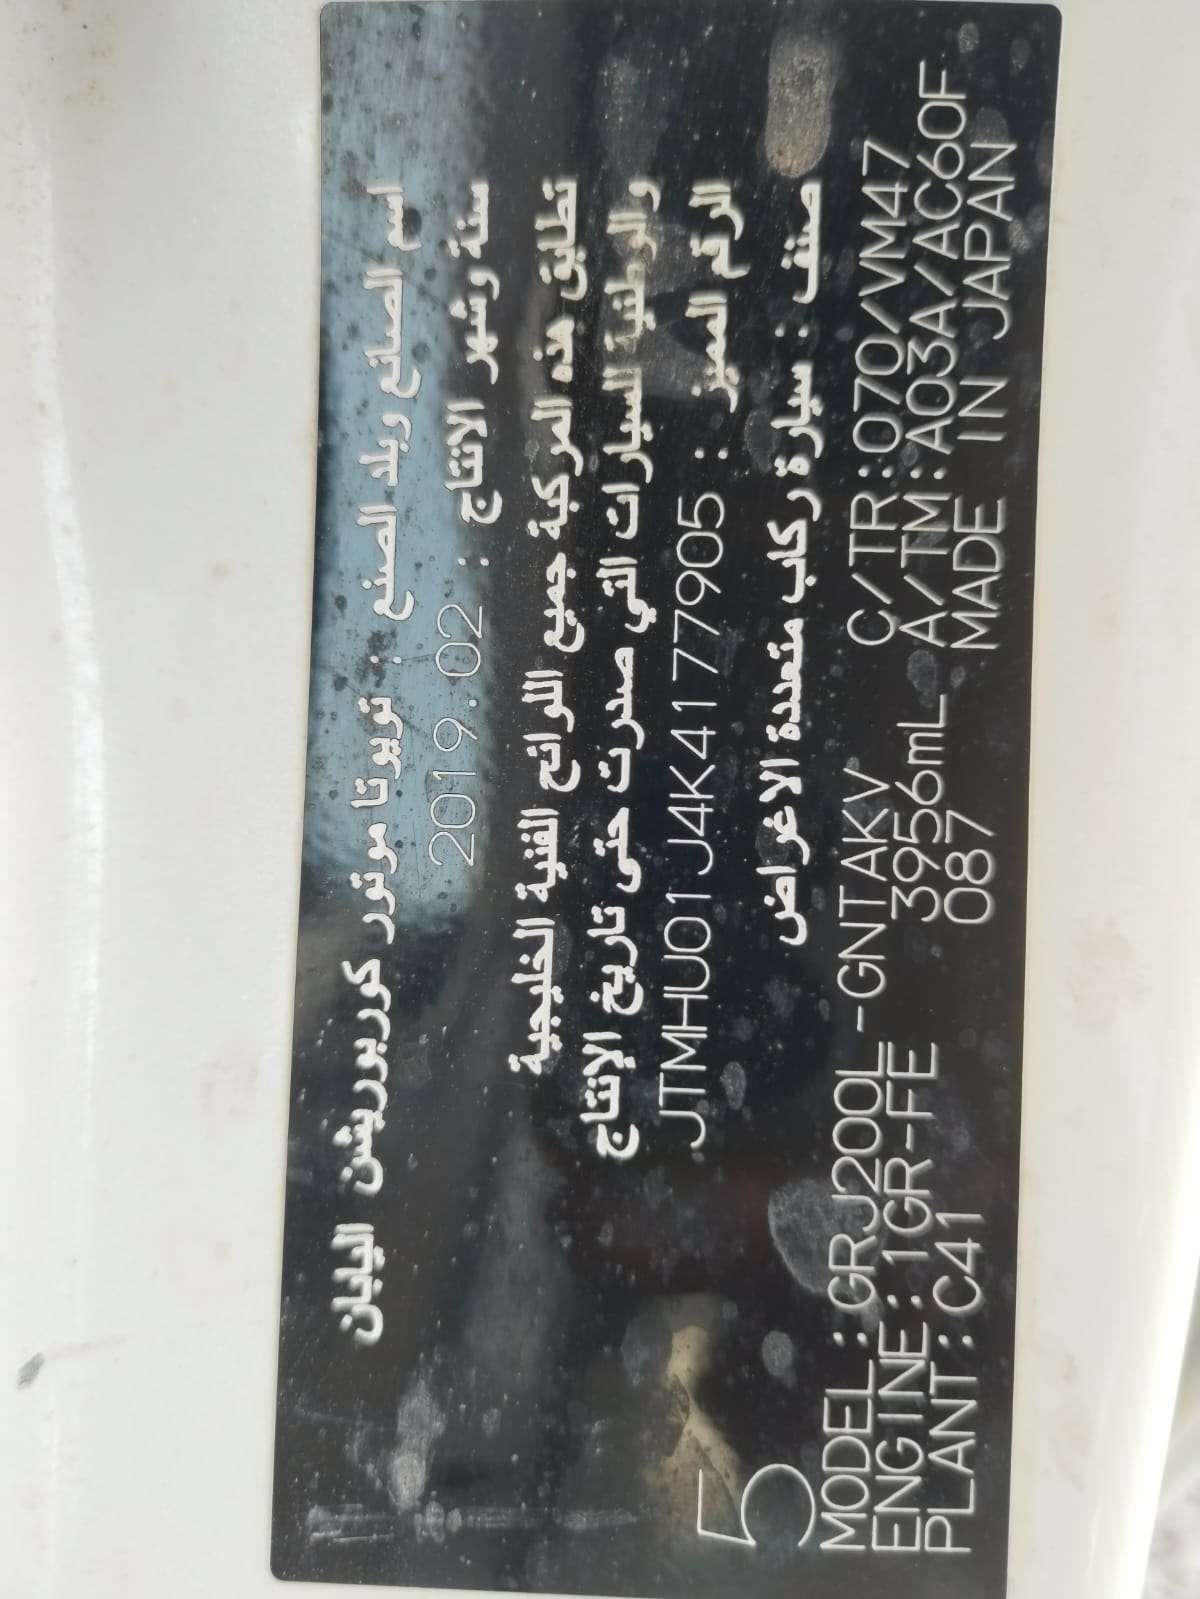 اسم الصانع وبلد الصنع : تويوتا موتور كوربوريشن اليابان
سنة وشهر الانتاج : 2019.02
تطابق هذه المركبة جميع اللوائح الفنية الخليجية
والوطنية للسيارات التي صدرت حتى تاريخ الإنتاج
الرقم المميز : JTMHU01J4K4177905
صنف : سيارة ركاب متعددة الاغراض
5
MODEL :GRJ200L -GNTAKV C/TR:070/VM47
ENGINE:1GR-FE 3956mL A/TM:A03A/AC60F
PLANT:C41 087 MADE IN JAPAN